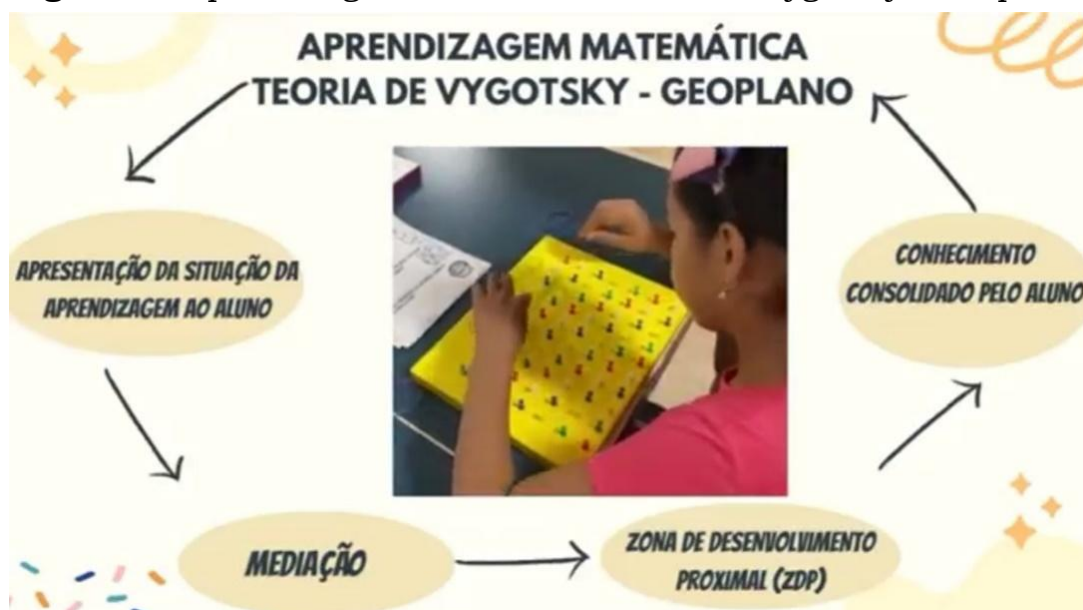 APRENDIZAGEM MATEMÁTICA
TEORIA DE VYGOTSKY - GEOPLANO
APRESENTAÇÃO DA SITUAÇÃO DA
APRENDIZAGEM AO ALUNO
CONHECIMENTO
CONSOLIDADO PELO ALUNO
MEDIAÇÃO
ZONA DE DESENVOLVIMENTO
PROXIMAL (ZDP)